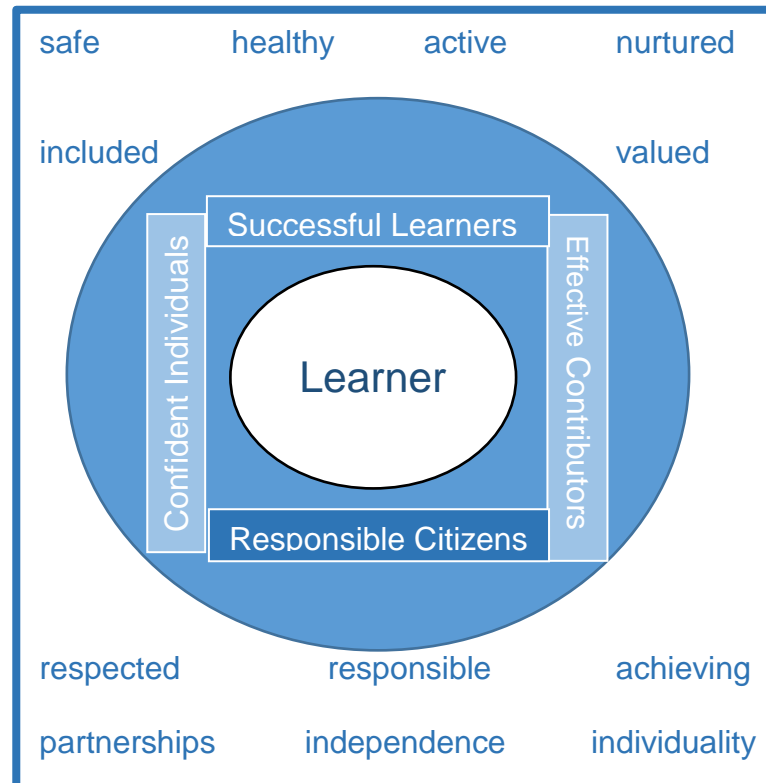 safe healthy active nurtured
included valued
Successful Learners
Confident Individuals
Effective Contributors
Learner
Responsible Citizens
respected responsible achieving
partnerships independence individuality